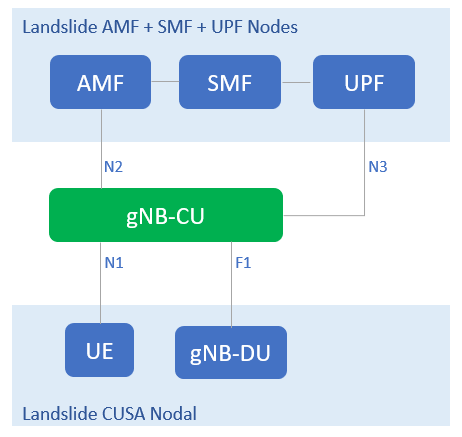 Landslide AMF + SMF + UPF Nodes
AMF
SMF
UPF
N2
N3
gNB-CU
N1
F1
UE
gNB-DU
Landslide CUSA Nodal